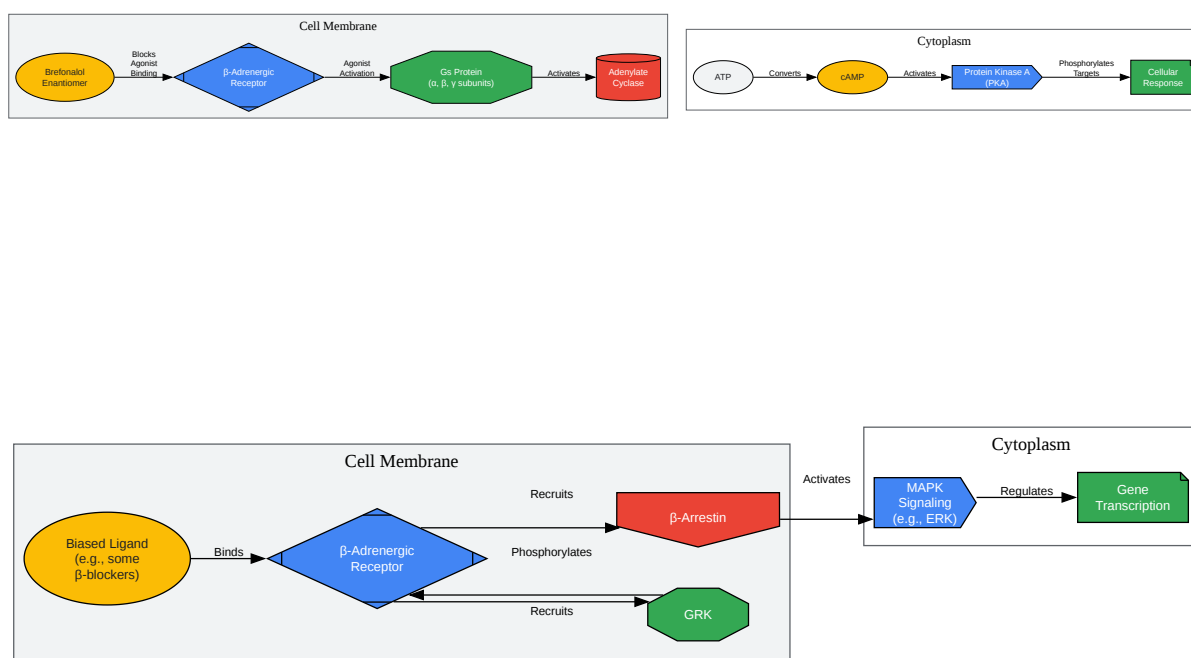 Cell Membrane
Brefonalol
Enantiomer
Blocks
Agonist
Binding
β-Adrenergic
Receptor
Agonist
Activation
Gs Protein
(α, β, γ subunits)
Activates
Adenylate
Cyclase
Cytoplasm
ATP
Converts
cAMP
Activates
Protein Kinase A
(PKA)
Phosphorylates
Targets
Cellular
Response
Cell Membrane
Biased Ligand
(e.g., some
β-blockers)
Binds
β-Adrenergic
Receptor
Recruits
Phosphorylates
Recruits
β-Arrestin
GRK
Activates
Cytoplasm
MAPK
Signaling
(e.g., ERK)
Regulates
Gene
Transcription